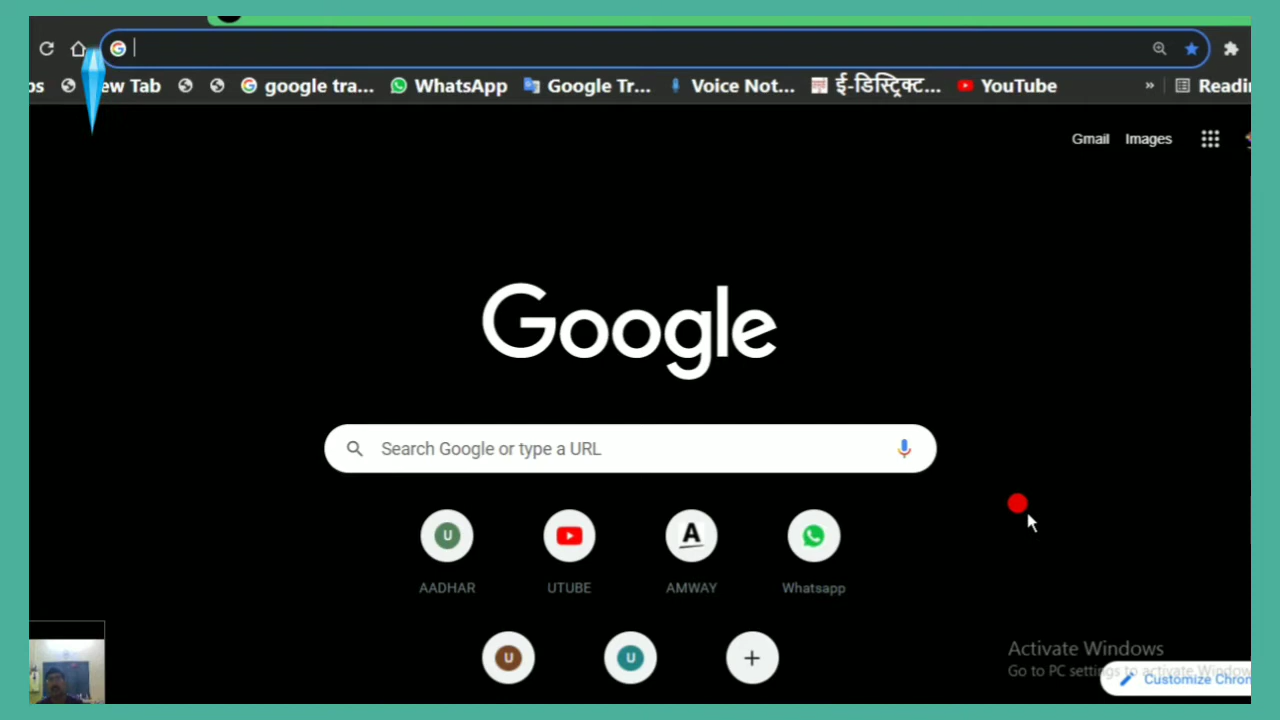 ew Tab google tra... WhatsApp Google Tr... Voice Not... ई-डिस्ट्रिक्ट... YouTube » Readi
Gmail Images
Google
Search Google or type a URL
U A
AADHAR UTUBE AMWAY Whatsapp
U U +
Activate Windows
Go to PC settings to activate Window
Customize Chron